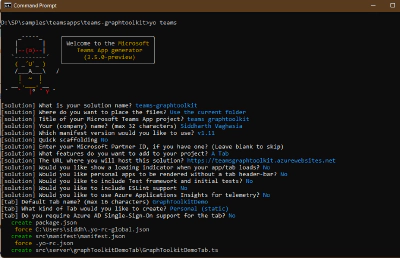 Command Prompt
D:\SP\samples\teamsapps\teams-graphtoolkit>yo teams
Welcome to the Microsoft
Teams App generator
(3.5.0-preview)
[solution] What is your solution name? teams-graphtoolkit
[solution] Where do you want to place the files? Use the current folder
[solution] Title of your Microsoft Teams App project? teams graphtoolkit
[solution] Your (company) name? (max 32 characters) Siddharth Vaghasia
[solution] Which manifest version would you like to use? v1.11
[solution] Quick scaffolding No
[solution] Enter your Microsoft Partner ID, if you have one? (Leave blank to skip)
[solution] What features do you want to add to your project? A Tab
[solution] The URL where you will host this solution? https://teamsgraphtoolkit.azurewebsites.net
[solution] Would you like show a loading indicator when your app/tab loads? No
[solution] Would you like personal apps to be rendered without a tab header-bar? No
[solution] Would you like to include Test framework and initial tests? No
[solution] Would you like to include ESLint support No
[solution] Would you like to use Azure Applications Insights for telemetry? No
[tab] Default Tab name? (max 16 characters) GraphToolkitDemo
[tab] What kind of Tab would you like to create? Personal (static)
[tab] Do you require Azure AD Single-Sign-On support for the tab? No
create package.json
force C:\Users\siddh\.yo-rc-global.json
create src\manifest\manifest.json
force .yo-rc.json
create src\server\graphToolkitDemoTab\GraphToolkitDemoTab.ts